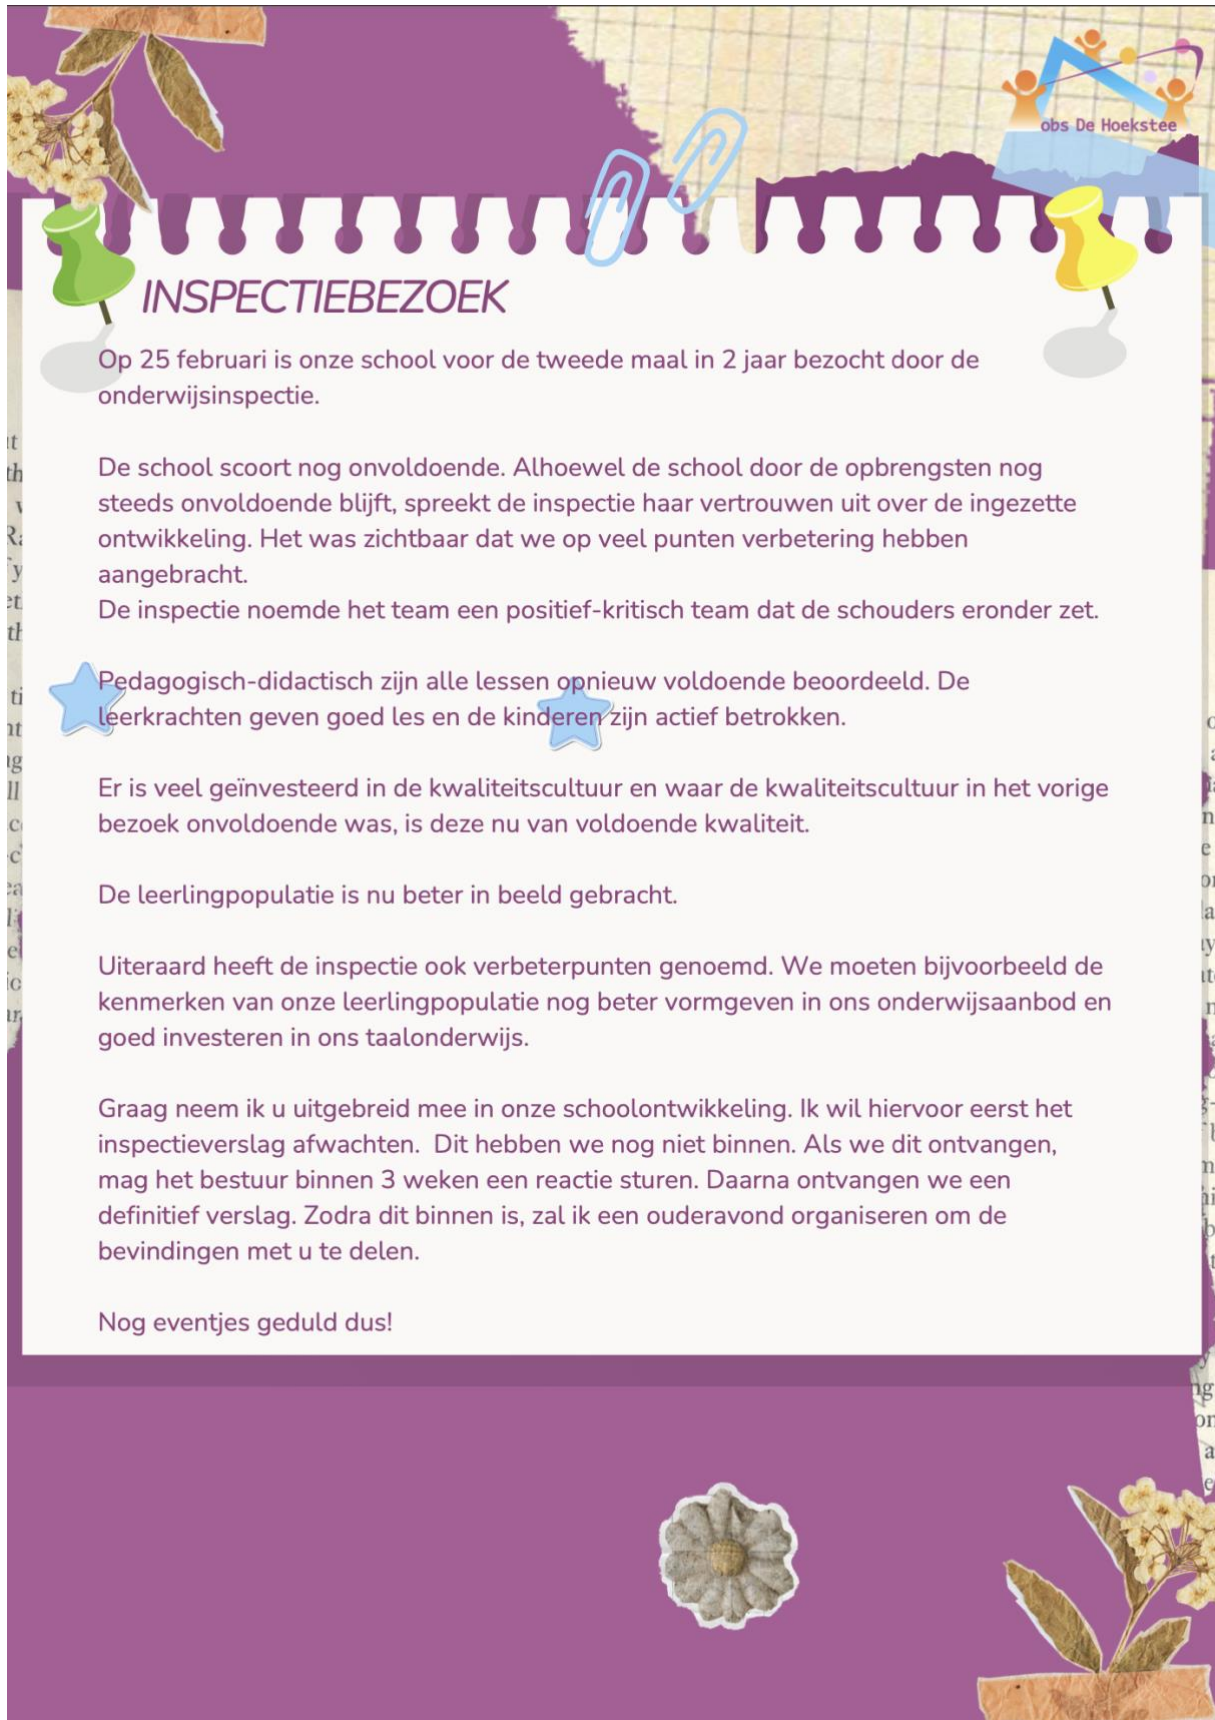 obs De Hoekstee
INSPECTIEBEZOEK
Op 25 februari is onze school voor de tweede maal in 2 jaar bezocht door de
onderwijsinspectie.
De school scoort nog onvoldoende. Alhoewel de school door de opbrengsten nog
steeds onvoldoende blijft, spreekt de inspectie haar vertrouwen uit over de ingezette
ontwikkeling. Het was zichtbaar dat we op veel punten verbetering hebben
aangebracht.
De inspectie noemde het team een positief-kritisch team dat de schouders eronder zet.
Pedagogisch-didactisch zijn alle lessen opnieuw voldoende beoordeeld. De
leerkrachten geven goed les en de kinderen zijn actief betrokken.
Er is veel geïnvesteerd in de kwaliteitscultuur en waar de kwaliteitscultuur in het vorige
bezoek onvoldoende was, is deze nu van voldoende kwaliteit.
De leerlingpopulatie is nu beter in beeld gebracht.
Uiteraard heeft de inspectie ook verbeterpunten genoemd. We moeten bijvoorbeeld de
kenmerken van onze leerlingpopulatie nog beter vormgeven in ons onderwijsaanbod en
goed investeren in ons taalonderwijs.
Graag neem ik u uitgebreid mee in onze schoolontwikkeling. Ik wil hiervoor eerst het
inspectieverslag afwachten.  Dit hebben we nog niet binnen. Als we dit ontvangen,
mag het bestuur binnen 3 weken een reactie sturen. Daarna ontvangen we een
definitief verslag. Zodra dit binnen is, zal ik een ouderavond organiseren om de
bevindingen met u te delen.
Nog eventjes geduld dus!